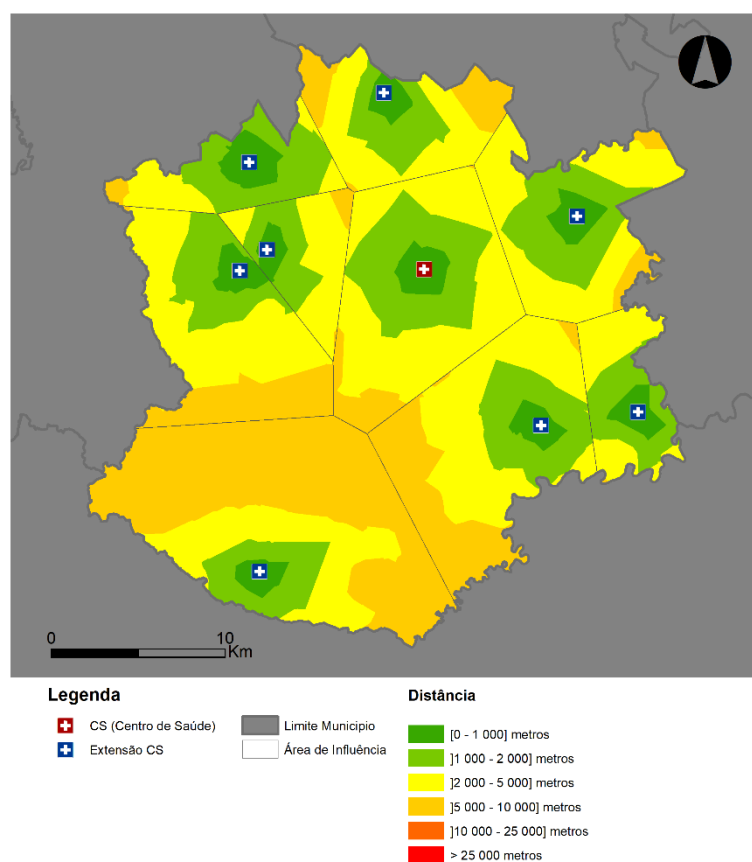 0 10
Km
Legenda
CS (Centro de Saúde)
Extensão CS
Limite Municipio
Área de Influência
Distância
[0 - 1 000] metros
]1 000 - 2 000] metros
]2 000 - 5 000] metros
]5 000 - 10 000] metros
]10 000 - 25 000] metros
> 25 000 metros